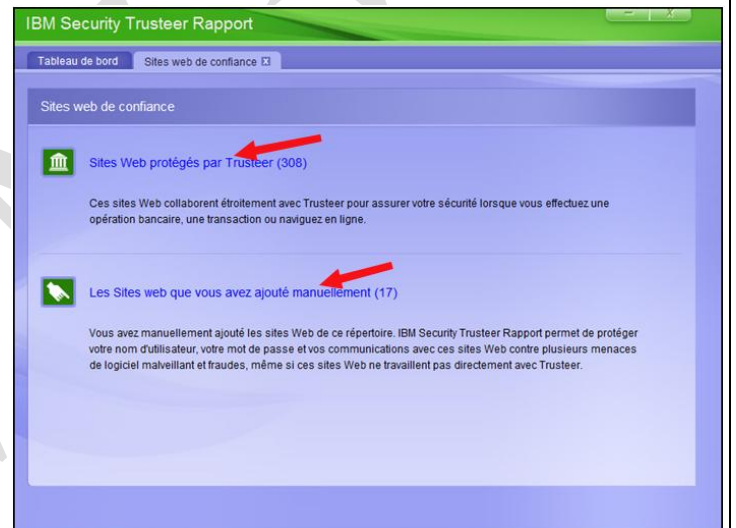 IBM Security Trusteer Rapport
Tableau de bord
Sites web de confiance
Sites web de confiance
Sites Web protégés par Trusteer (308)
Ces sites Web collaborent étroitement avec Trusteer pour assurer votre sécurité lorsque vous effectuez une
opération bancaire, une transaction ou naviguez en ligne.
Les Sites web que vous avez ajouté manuellement (17)
Vous avez manuellement ajouté les sites Web de ce répertoire. IBM Security Trusteer Rapport permet de protéger
votre nom d'utilisateur, votre mot de passe et vos communications avec ces sites Web contre plusieurs menaces
de logiciel malveillant et fraudes, même si ces sites Web ne travaillent pas directement avec Trusteer.